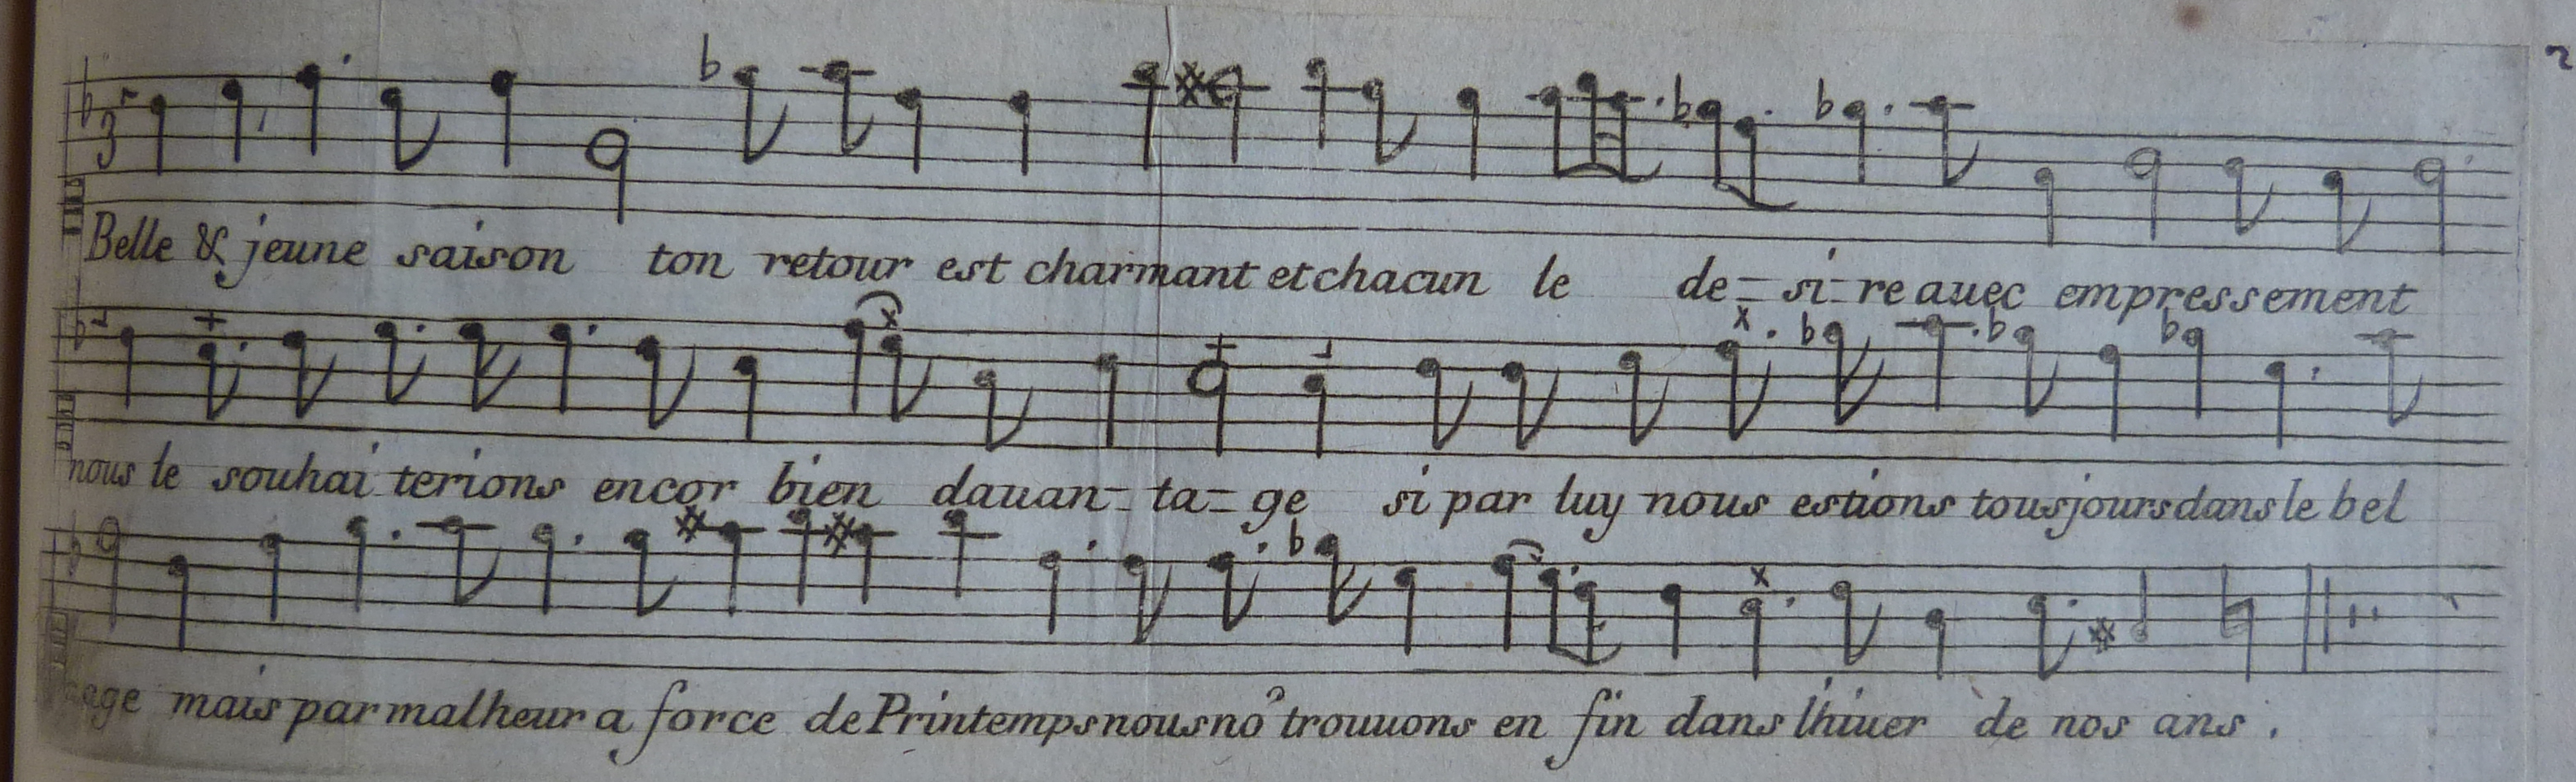 3
2
Belle & jeune saison ton retour est charmant et chacun le de-si-re auec empressement
nous le souhai terions encor bien dauan-ta-ge si par luy nous estions tousjours dans le bel
age mais par malheur a force de Printemps nous no᾿ trouuons en fin dans lhiuer de nos ans .